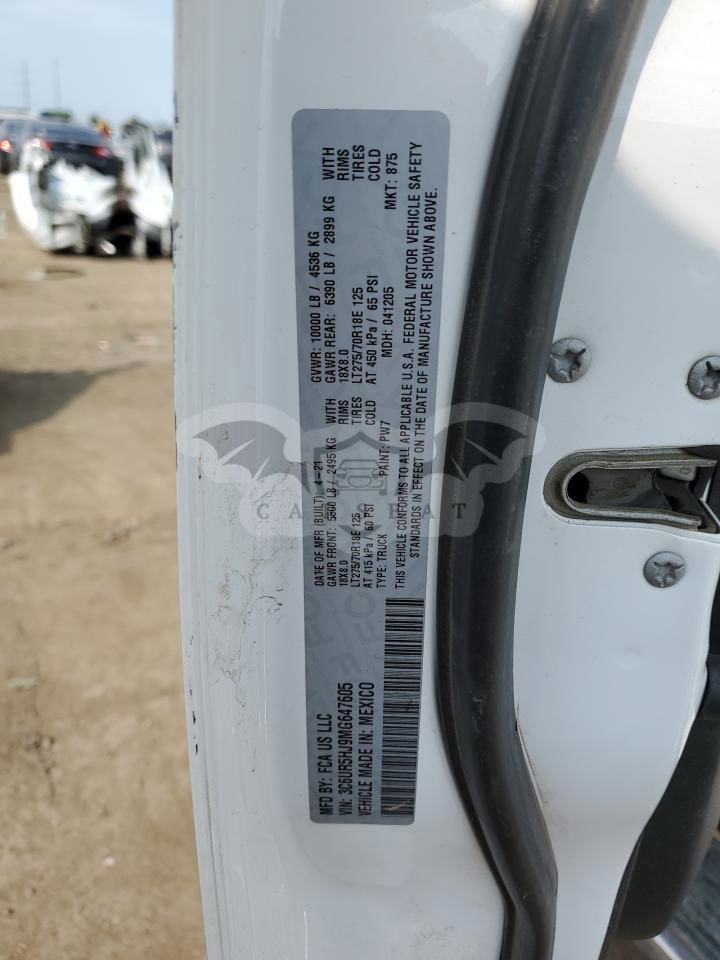 MFD BY: FCA US LLC
DATE OF MFR (BUILT): 4-21
GVWR: 10000 LB / 4536 KG
GAWR FRONT: 5500 LB / 2495 KG WITH
18X8.0 RIMS
LT275/70R18E 125 TIRES
AT 415 kPa / 60 PSI COLD
GAWR REAR: 6390 LB / 2899 KG WITH
18X8.0 RIMS
LT275/70R18E 125 TIRES
AT 450 kPa / 65 PSI COLD
VIN: 3C6UR5HJ9MG647605
TYPE: TRUCK PAINT: PW7 MDH: 041205 MKT: 875
VEHICLE MADE IN: MEXICO
THIS VEHICLE CONFORMS TO ALL APPLICABLE U.S.A. FEDERAL MOTOR VEHICLE SAFETY
STANDARDS IN EFFECT ON THE DATE OF MANUFACTURE SHOWN ABOVE.